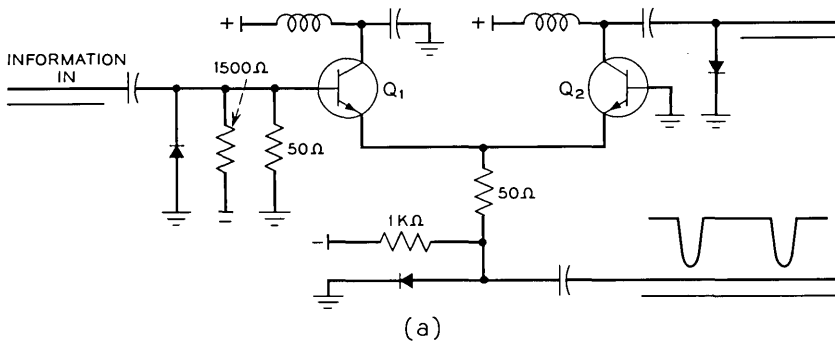 +
+
INFORMATION
IN
1500Ω
50Ω
Q1
Q2
50Ω
1KΩ
-
(a)